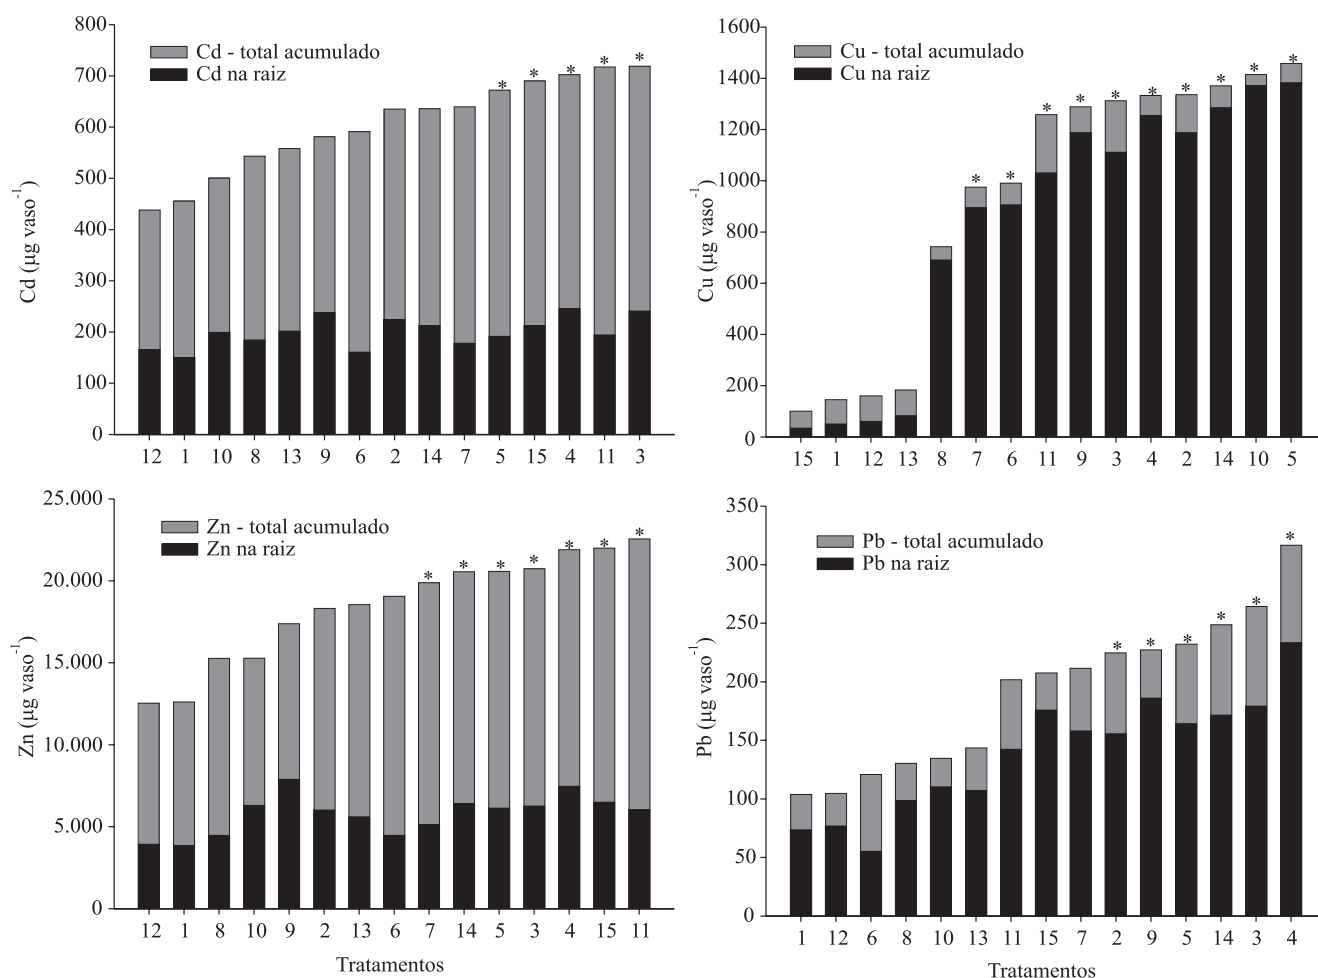 800
700
600
500
400
300
200
100
0
Cd (µg vaso⁻¹)
Cd - total acumulado
Cd na raiz
* * * * *
12 1 10 8 13 9 6 2 14 7 5 15 4 11 3
1600
1400
1200
1000
800
600
400
200
0
Cu (µg vaso⁻¹)
Cu - total acumulado
Cu na raiz
* * * * * * * * * *
15 1 12 13 8 7 6 11 9 3 4 2 14 10 5
25.000
20.000
15.000
10.000
5.000
0
Zn (µg vaso⁻¹)
Zn - total acumulado
Zn na raiz
* * * * * * *
12 1 8 10 9 2 13 6 7 14 5 3 4 15 11
Tratamentos
350
300
250
200
150
100
50
0
Pb (µg vaso⁻¹)
Pb - total acumulado
Pb na raiz
* * * * * *
1 12 6 8 10 13 11 15 7 2 9 5 14 3 4
Tratamentos